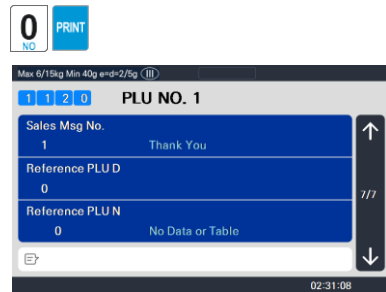 0
NO
PRINT
Max 6/15kg Min 40g e=d=2/5g III
1 1 2 0 PLU NO. 1
Sales Msg No.
1 Thank You
Reference PLU D
0
7/7
Reference PLU N
0 No Data or Table
02:31:08